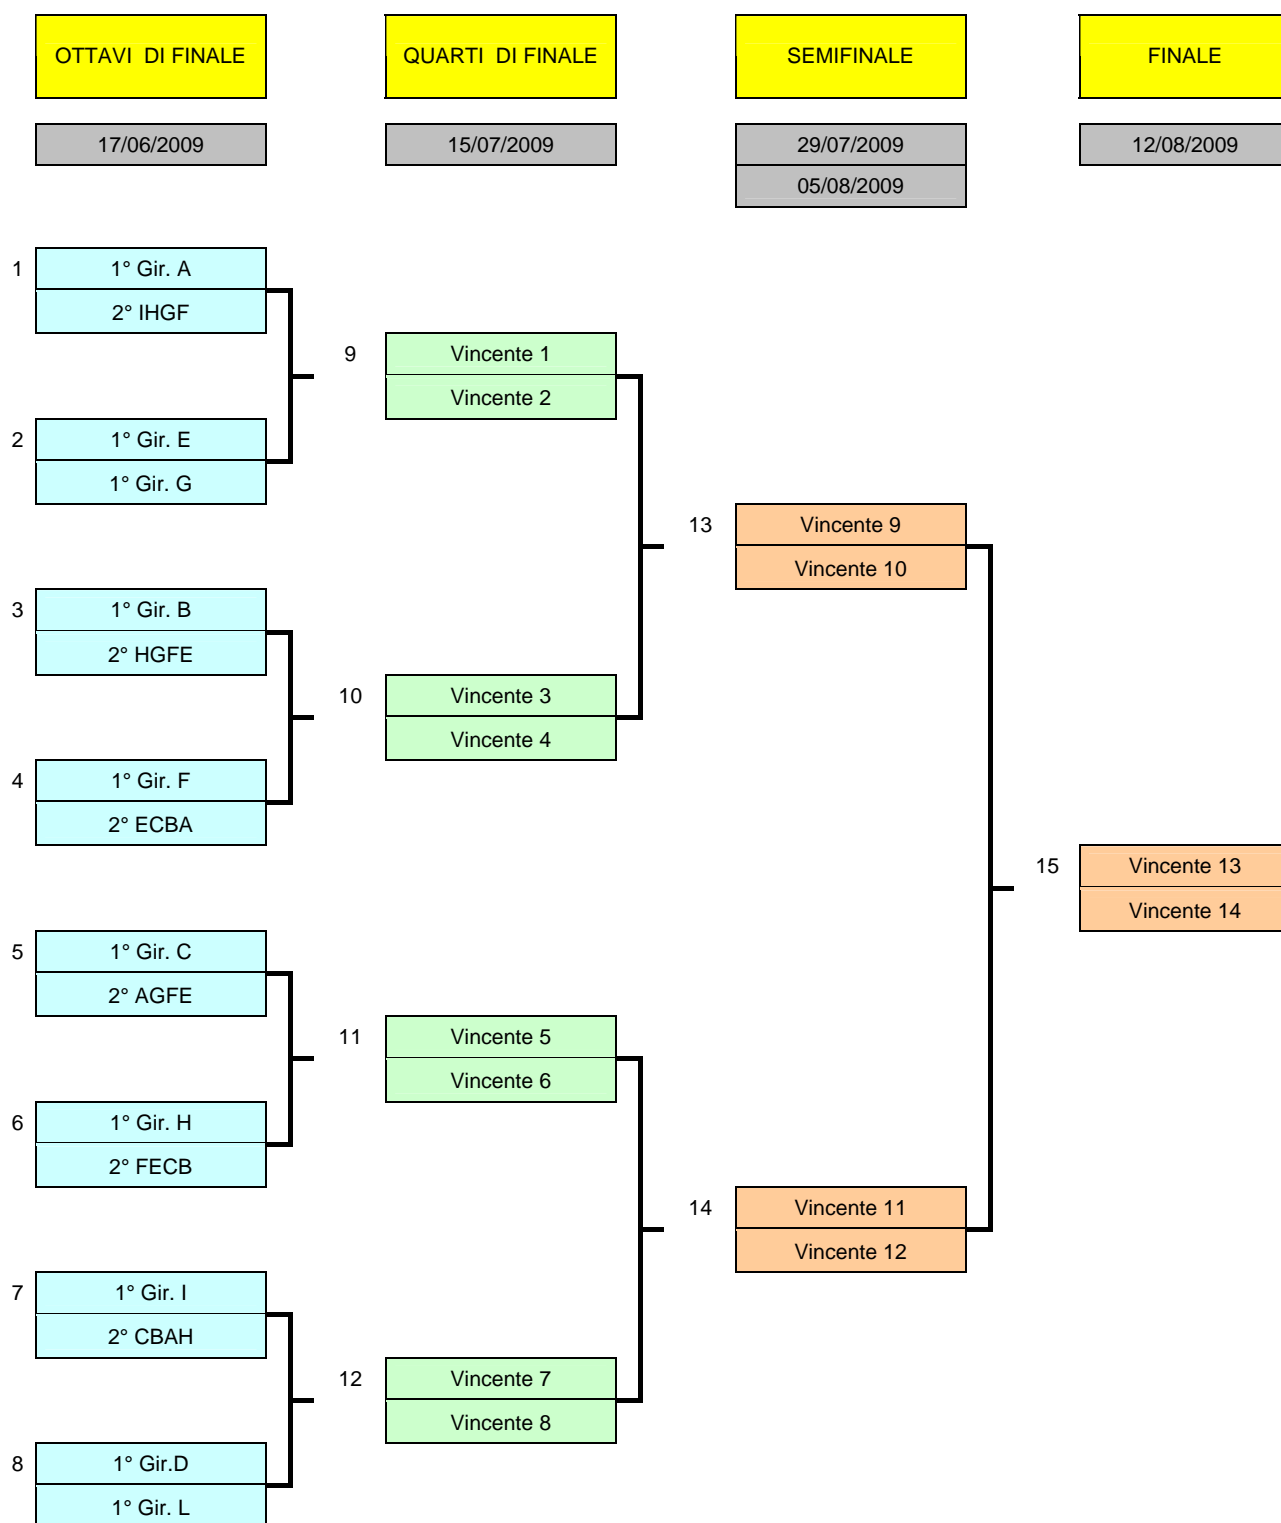 OTTAVI DI FINALE
QUARTI DI FINALE
SEMIFINALE
FINALE
17/06/2009
15/07/2009
29/07/2009
12/08/2009
05/08/2009
1
1° Gir. A
2° IHGF
9
Vincente 1
Vincente 2
2
1° Gir. E
1° Gir. G
13
Vincente 9
Vincente 10
3
1° Gir. B
2° HGFE
10
Vincente 3
Vincente 4
4
1° Gir. F
2° ECBA
15
Vincente 13
Vincente 14
5
1° Gir. C
2° AGFE
11
Vincente 5
Vincente 6
6
1° Gir. H
2° FECB
14
Vincente 11
Vincente 12
7
1° Gir. I
2° CBAH
12
Vincente 7
Vincente 8
8
1° Gir.D
1° Gir. L